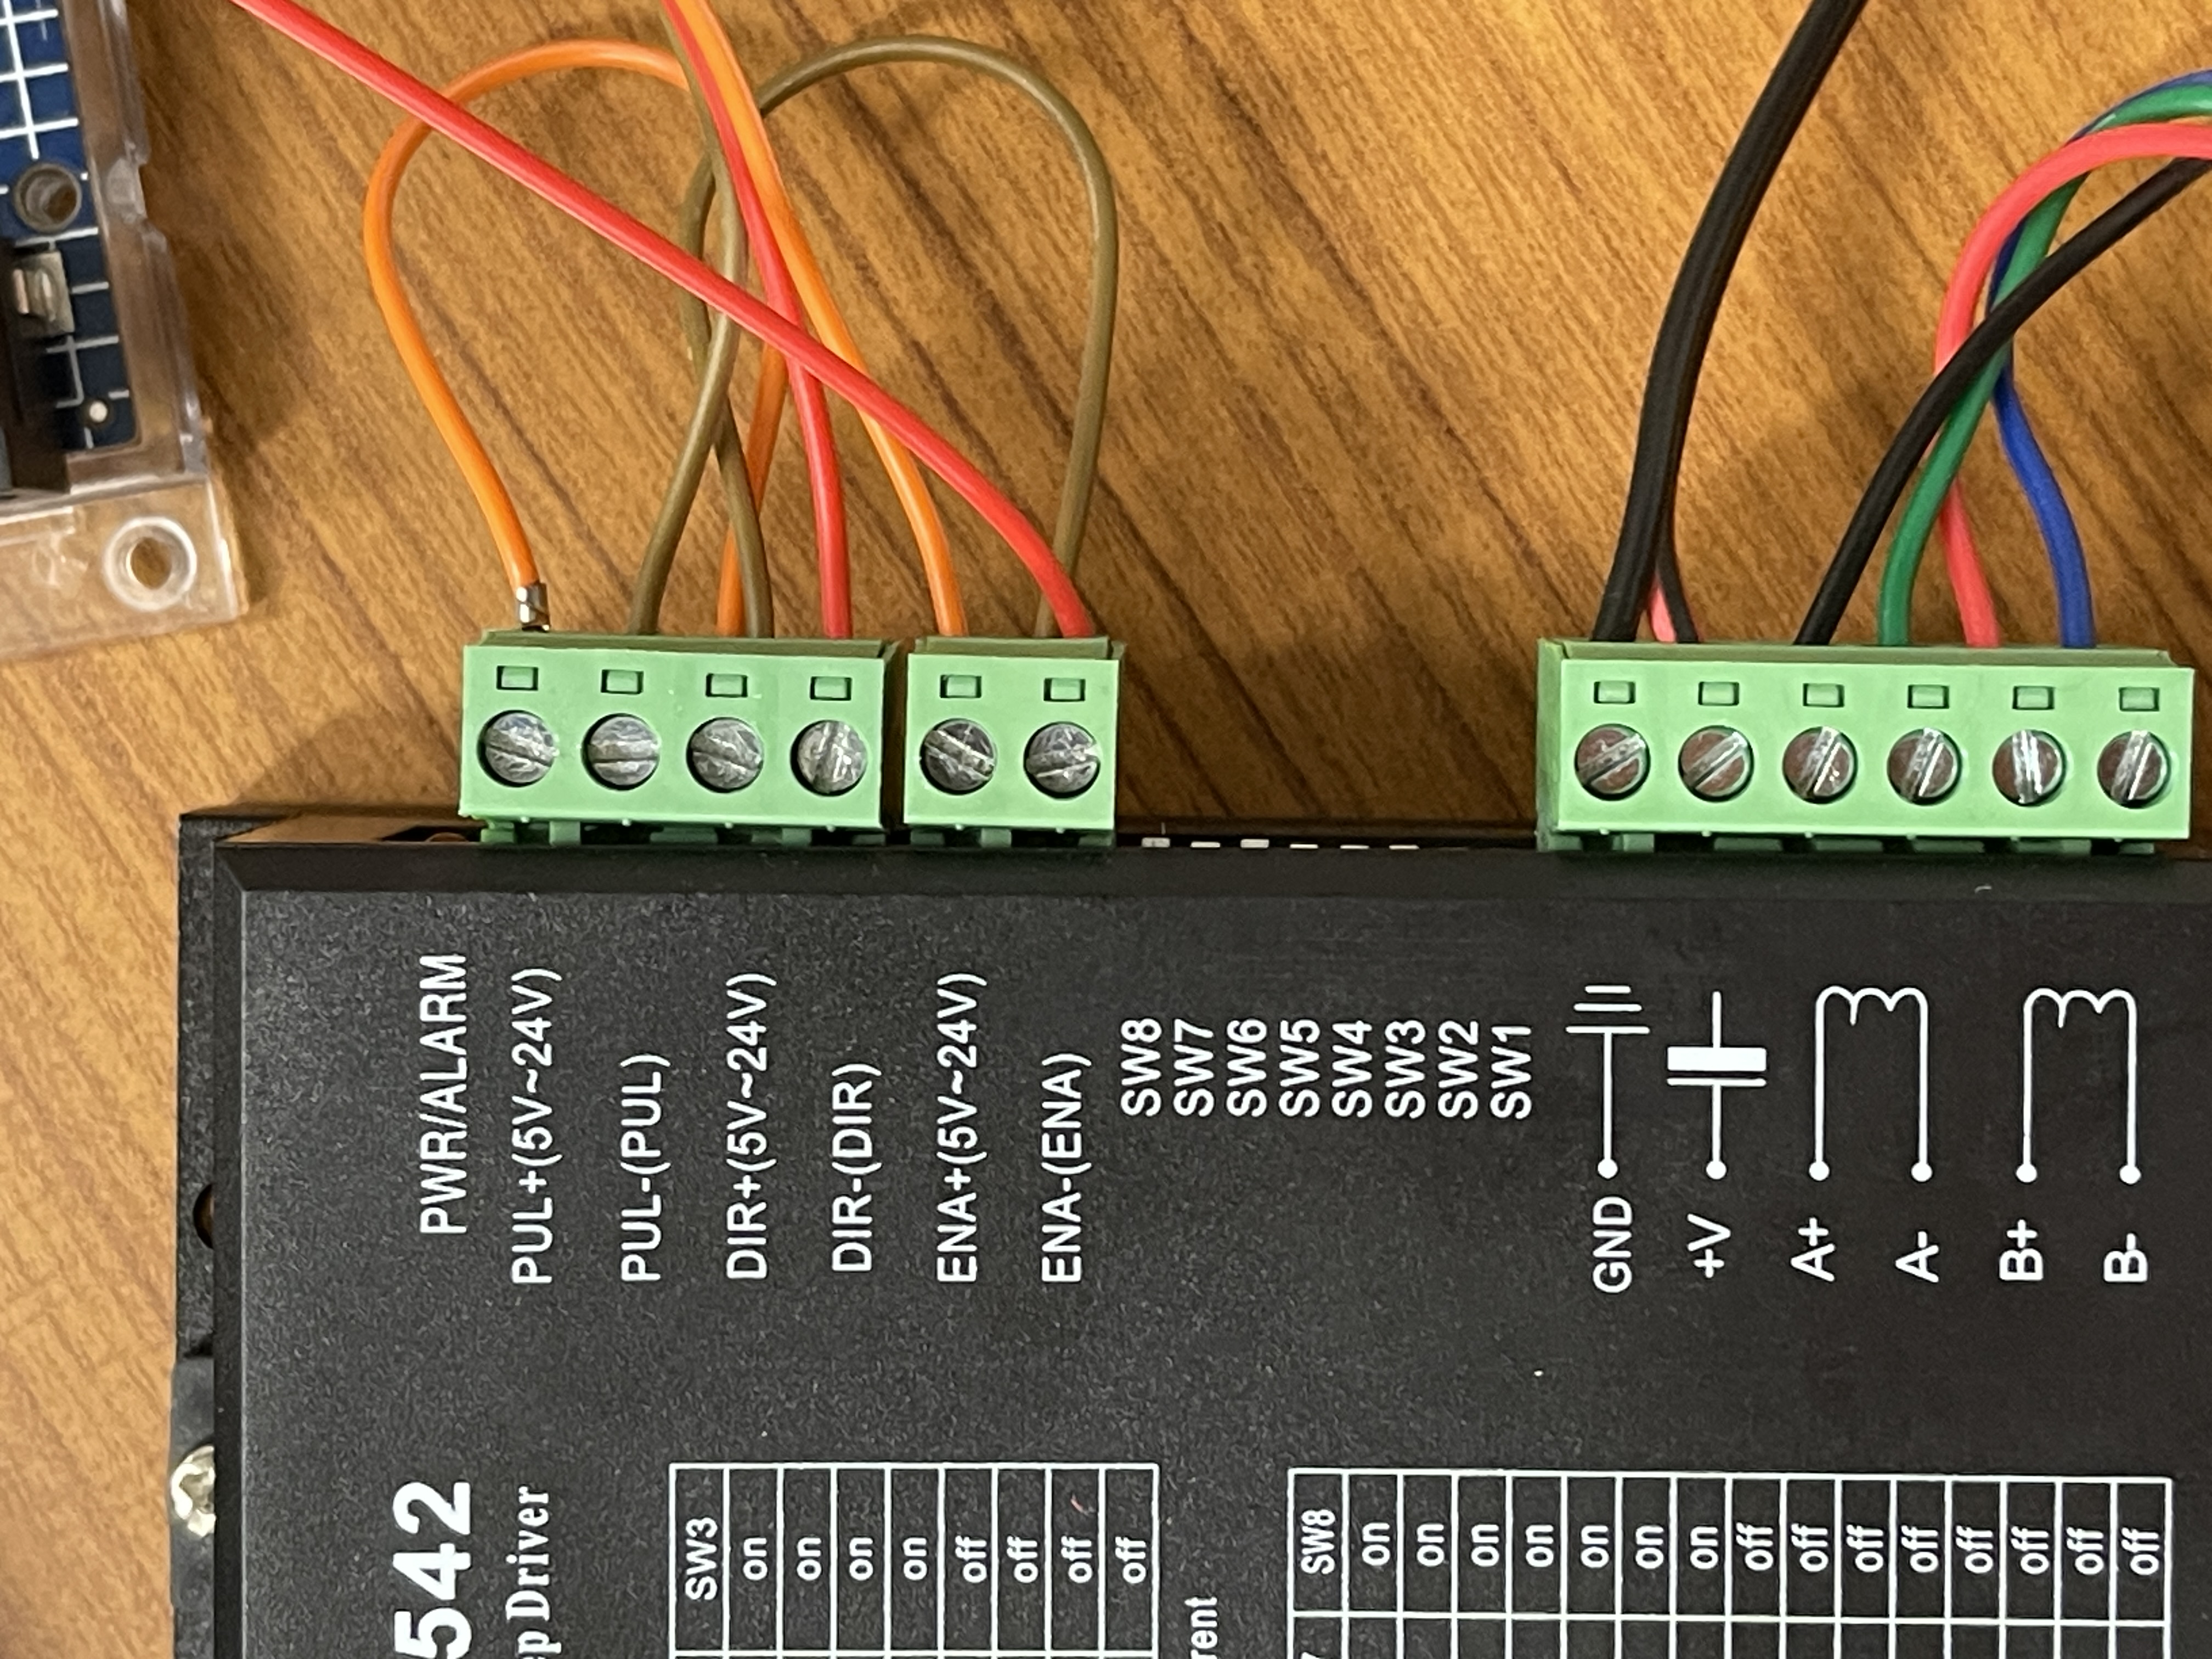 542
ep Driver
PWR/ALARM
PUL+(5V~24V)
PUL-(PUL)
DIR+(5V~24V)
DIR-(DIR)
ENA+(5V~24V)
ENA-(ENA)
SW8
SW7
SW6
SW5
SW4
SW3
SW2
SW1
GND
+V
A+
A-
B+
B-
SW3
on
on
on
on
off
off
off
off
rent
7 SW8
on
on
on
on
on
on
on
off
off
off
off
off
off
off
off